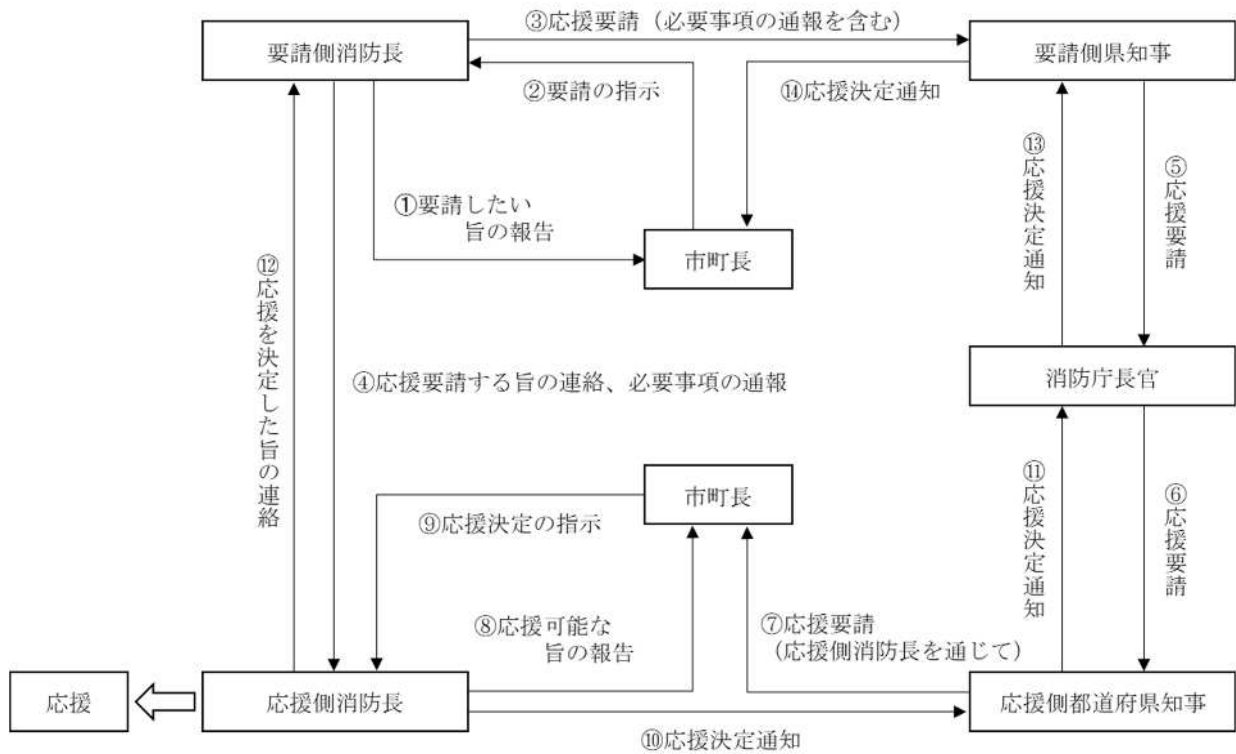 ③応援要請（必要事項の通報を含む）
要請側消防長
要請側県知事
②要請の指示
⑭応援決定通知
①要請したい
旨の報告
市町長
⑬応援決定通知
⑤応援要請
⑫応援を決定した旨の連絡
④応援要請する旨の連絡、必要事項の通報
消防庁長官
市町長
⑨応援決定の指示
⑪応援決定通知
⑥応援要請
⑧応援可能な
旨の報告
⑦応援要請
（応援側消防長を通じて）
応援
応援側消防長
応援側都道府県知事
⑩応援決定通知